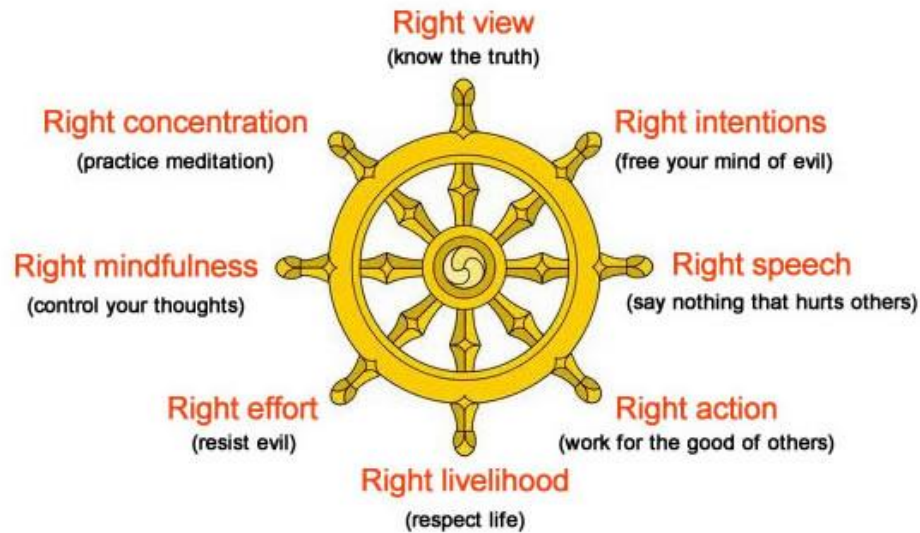 Right view
(know the truth)
Right intentions
(free your mind of evil)
Right speech
(say nothing that hurts others)
Right action
(work for the good of others)
Right livelihood
(respect life)
Right effort
(resist evil)
Right mindfulness
(control your thoughts)
Right concentration
(practice meditation)